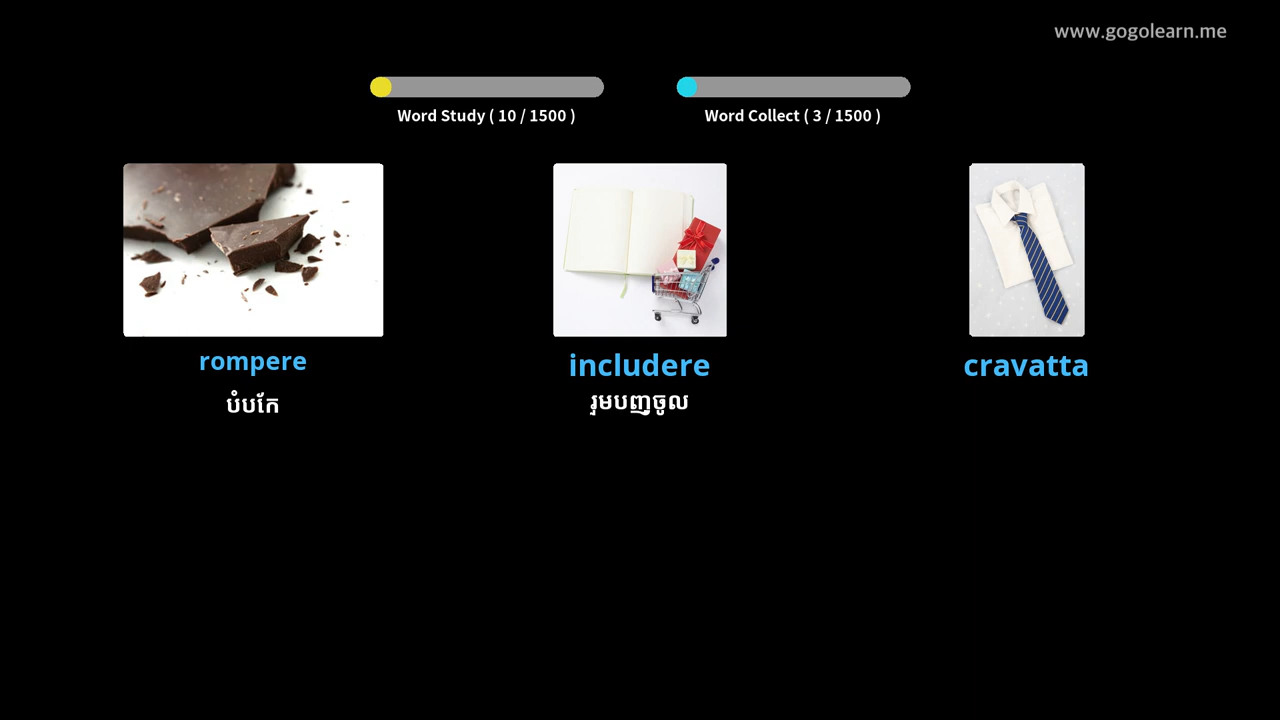 www.gogolearn.me
Word Study ( 10 / 1500 )
Word Collect ( 3 / 1500 )
rompere
includere
cravatta
បំបកែ
រួមបញ្ចូល